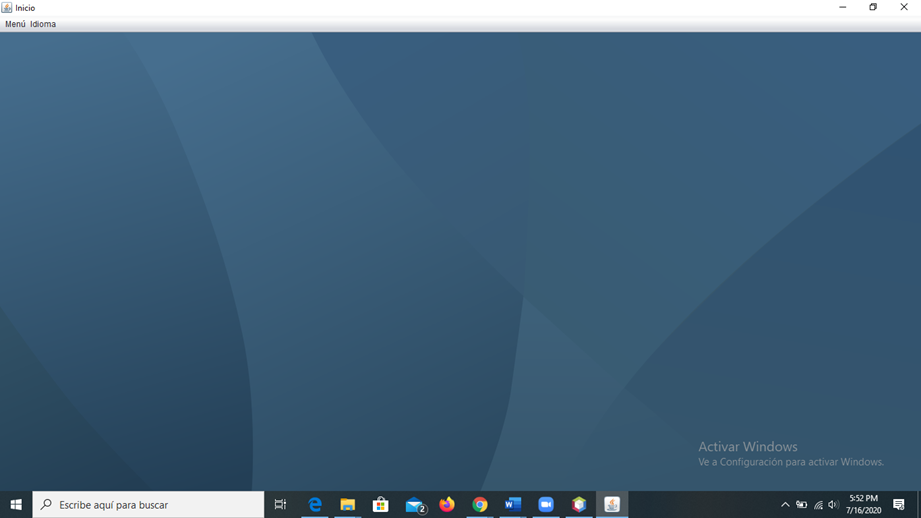 Inicio
Menú Idioma
Activar Windows
Ve a Configuración para activar Windows.
Escribe aquí para buscar
2
5:52 PM
7/16/2020